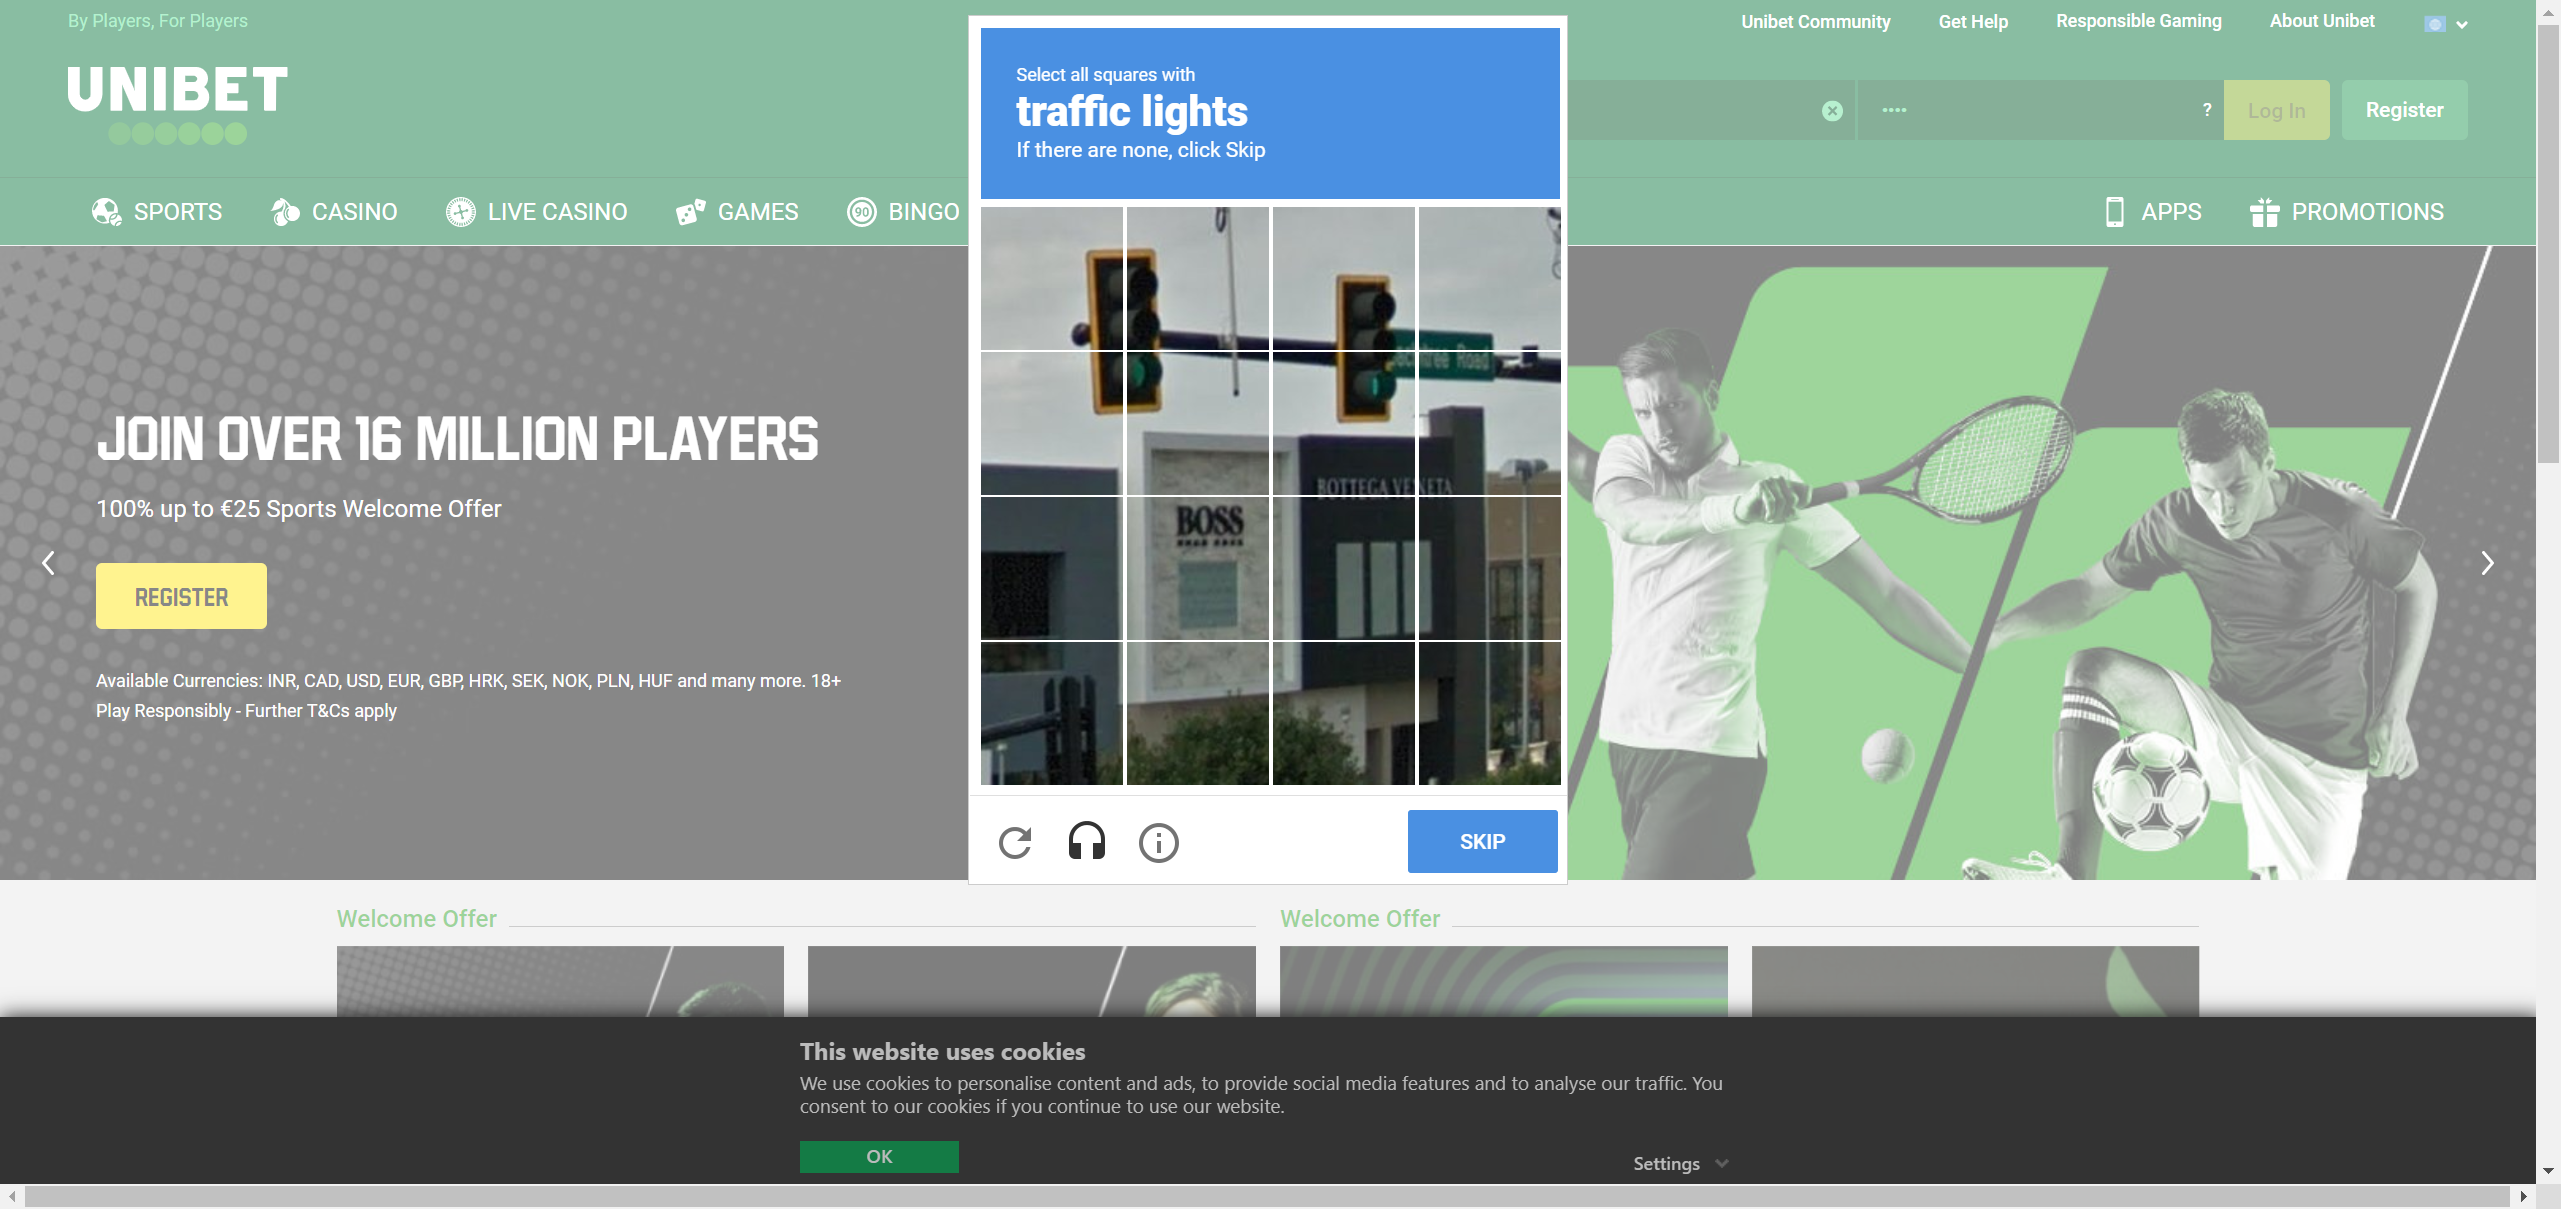 By Players, For Players
Unibet Community
Get Help
Responsible Gaming
About Unibet
UNIBET
••••
?
Log In
Register
SPORTS
CASINO
LIVE CASINO
GAMES
90
BINGO
APPS
PROMOTIONS
Select all squares with
traffic lights
If there are none, click Skip
Road
BOTTEGA VENETA
BOSS
SKIP
JOIN OVER 16 MILLION PLAYERS
100% up to €25 Sports Welcome Offer
REGISTER
Available Currencies: INR, CAD, USD, EUR, GBP, HRK, SEK, NOK, PLN, HUF and many more. 18+
Play Responsibly - Further T&Cs apply
Welcome Offer
Welcome Offer
This website uses cookies
We use cookies to personalise content and ads, to provide social media features and to analyse our traffic. You
consent to our cookies if you continue to use our website.
OK
Settings